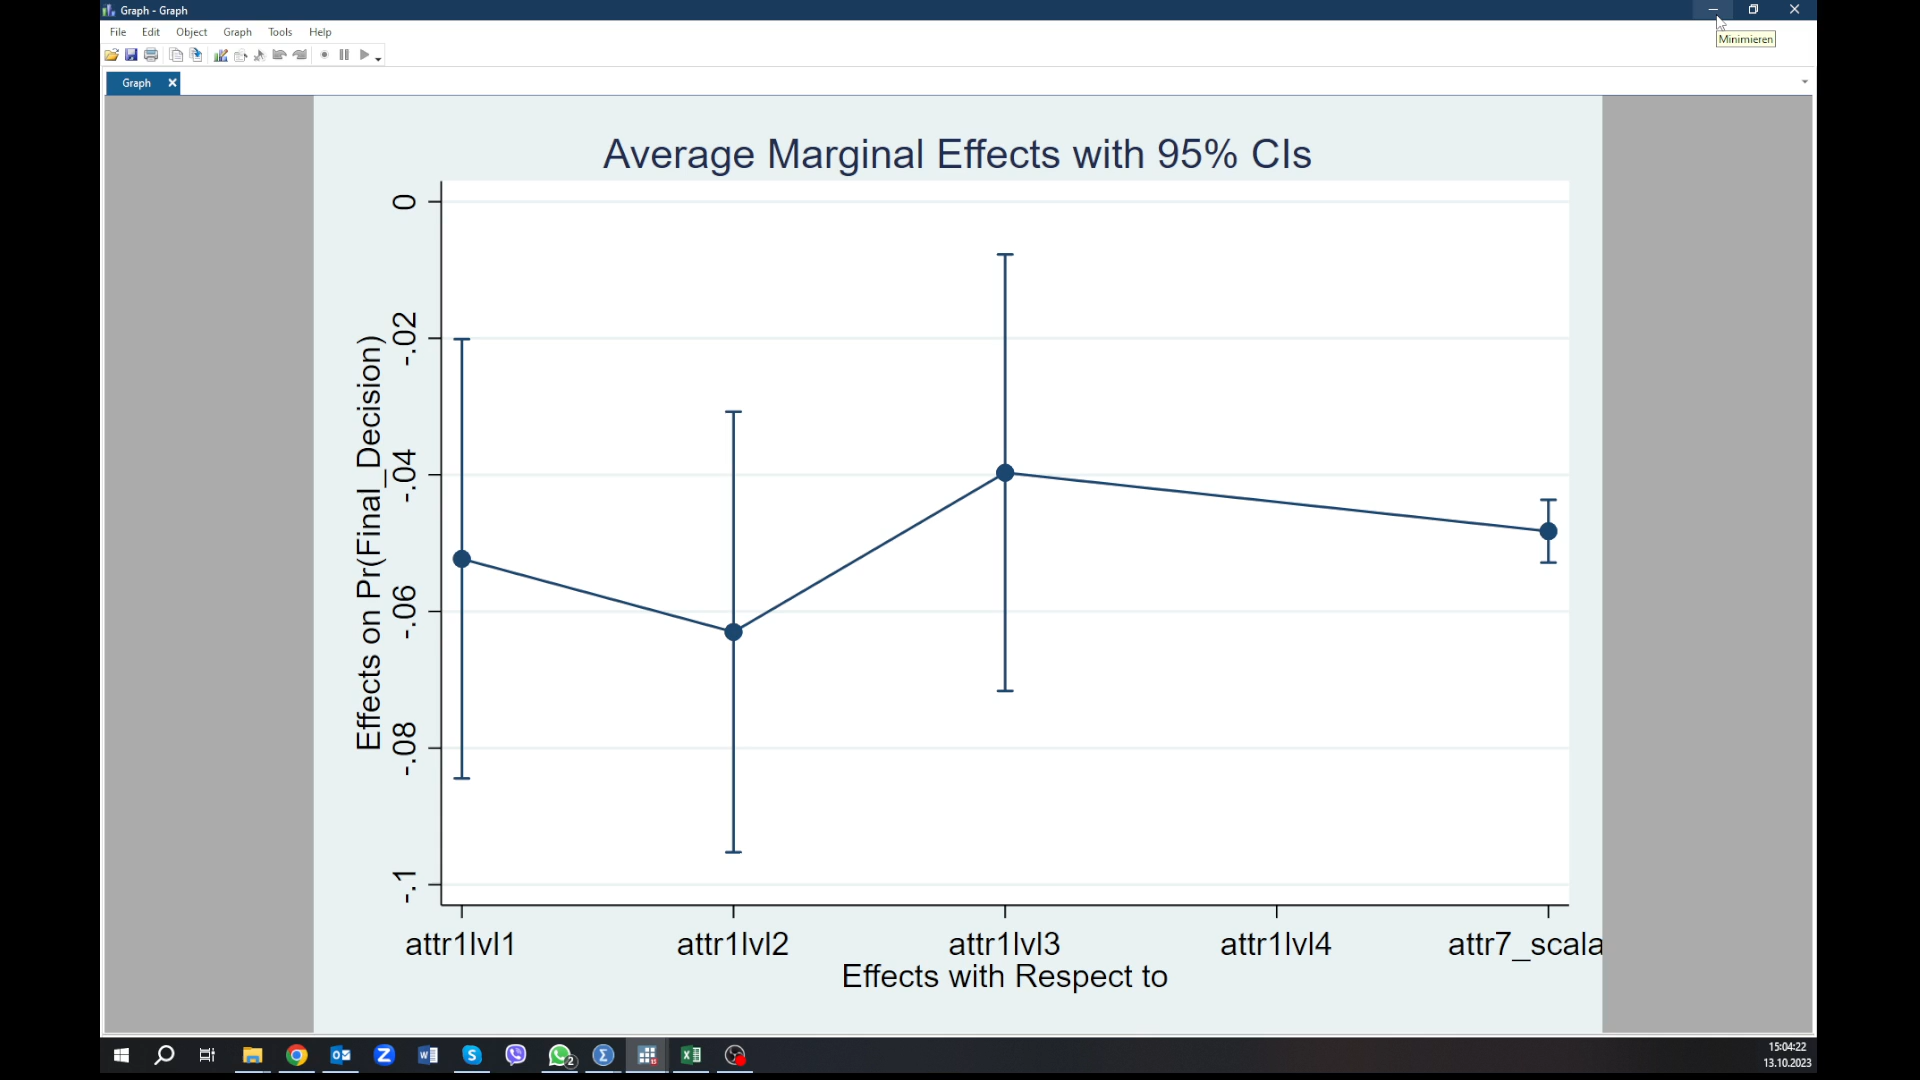 Graph - Graph
File Edit Object Graph Tools Help
Minimieren
Graph
Average Marginal Effects with 95% CIs
Effects on Pr(Final_Decision)
0
-.02
-.04
-.06
-.08
-.1
attr1lvl1 attr1lvl2 attr1lvl3 attr1lvl4 attr7_scala
Effects with Respect to
2
15:04:22
13.10.2023